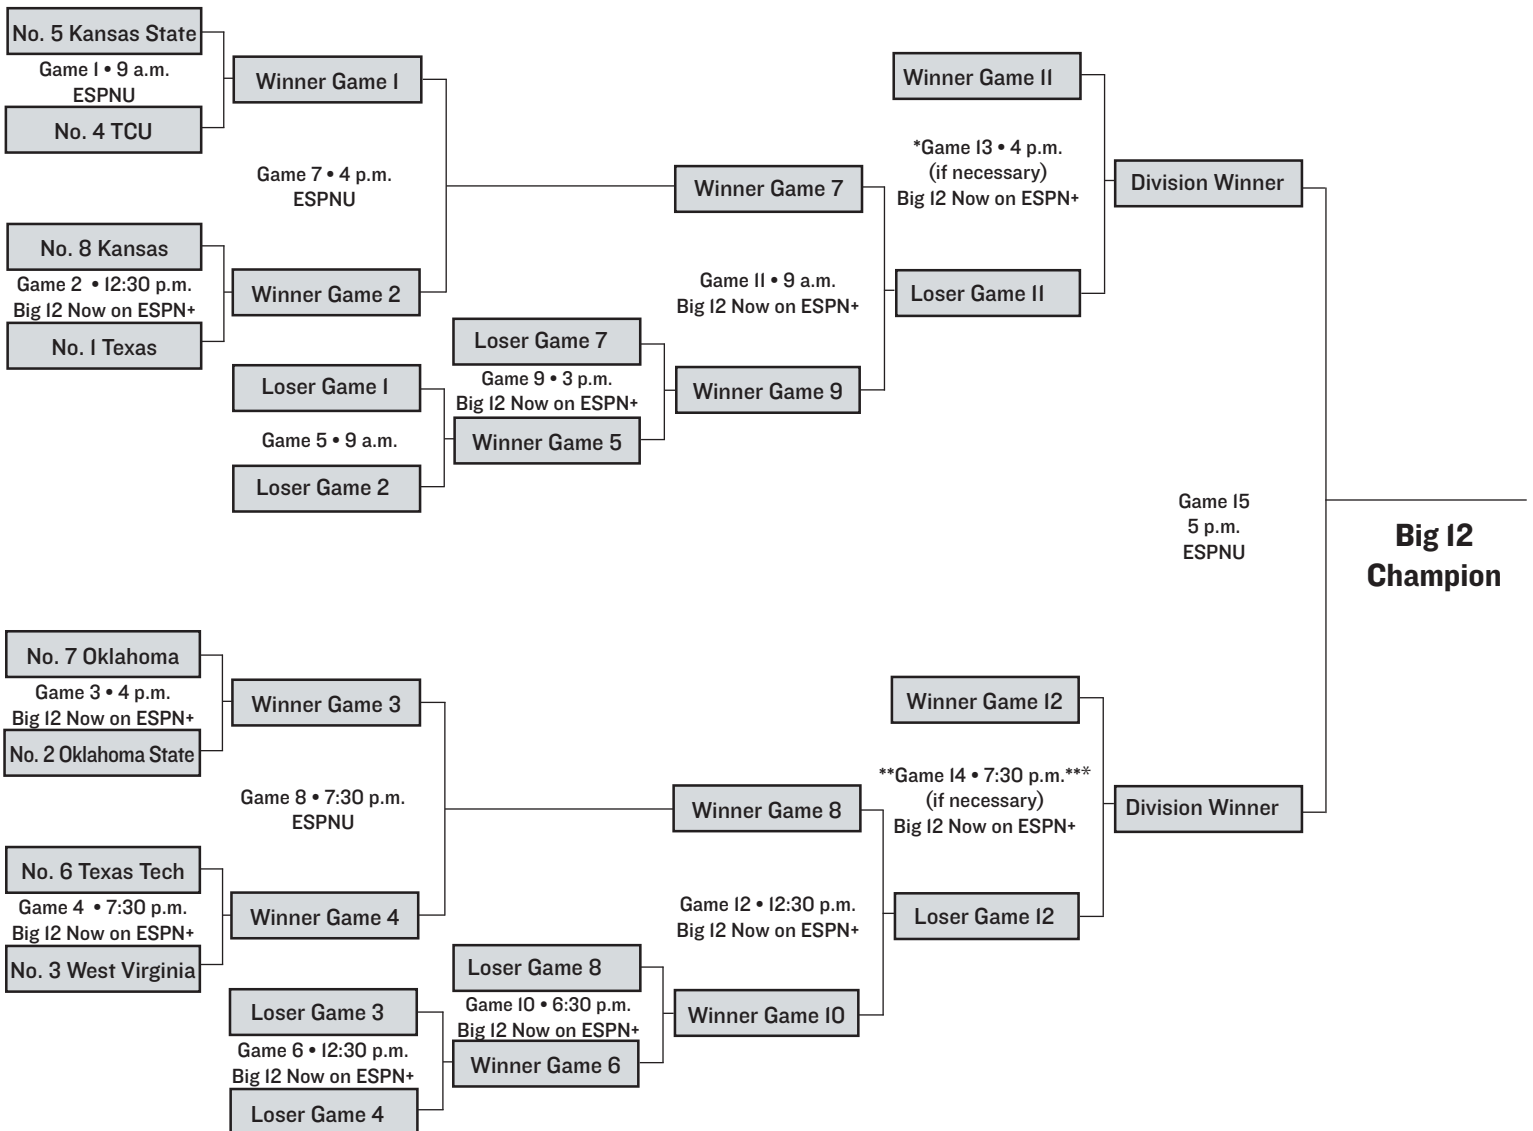 No. 5 Kansas State
Game 1 • 9 a.m.
ESPNU
No. 4 TCU
Winner Game 1
Game 7 • 4 p.m.
ESPNU
No. 8 Kansas
Game 2 • 12:30 p.m.
Big 12 Now on ESPN+
No. 1 Texas
Winner Game 2
Loser Game 1
Game 5 • 9 a.m.
Loser Game 2
Loser Game 7
Game 9 • 3 p.m.
Big 12 Now on ESPN+
Winner Game 5
Winner Game 7
Game 11 • 9 a.m.
Big 12 Now on ESPN+
Winner Game 9
Winner Game 11
*Game 13 • 4 p.m.
(if necessary)
Big 12 Now on ESPN+
Loser Game 11
Division Winner
Game 15
5 p.m.
ESPNU
Big 12
Champion
No. 7 Oklahoma
Game 3 • 4 p.m.
Big 12 Now on ESPN+
No. 2 Oklahoma State
Winner Game 3
Game 8 • 7:30 p.m.
ESPNU
No. 6 Texas Tech
Game 4 • 7:30 p.m.
Big 12 Now on ESPN+
No. 3 West Virginia
Winner Game 4
Loser Game 3
Game 6 • 12:30 p.m.
Big 12 Now on ESPN+
Loser Game 4
Loser Game 8
Game 10 • 6:30 p.m.
Big 12 Now on ESPN+
Winner Game 6
Winner Game 8
Game 12 • 12:30 p.m.
Big 12 Now on ESPN+
Winner Game 10
Winner Game 12
**Game 14 • 7:30 p.m.***
(if necessary)
Big 12 Now on ESPN+
Loser Game 12
Division Winner